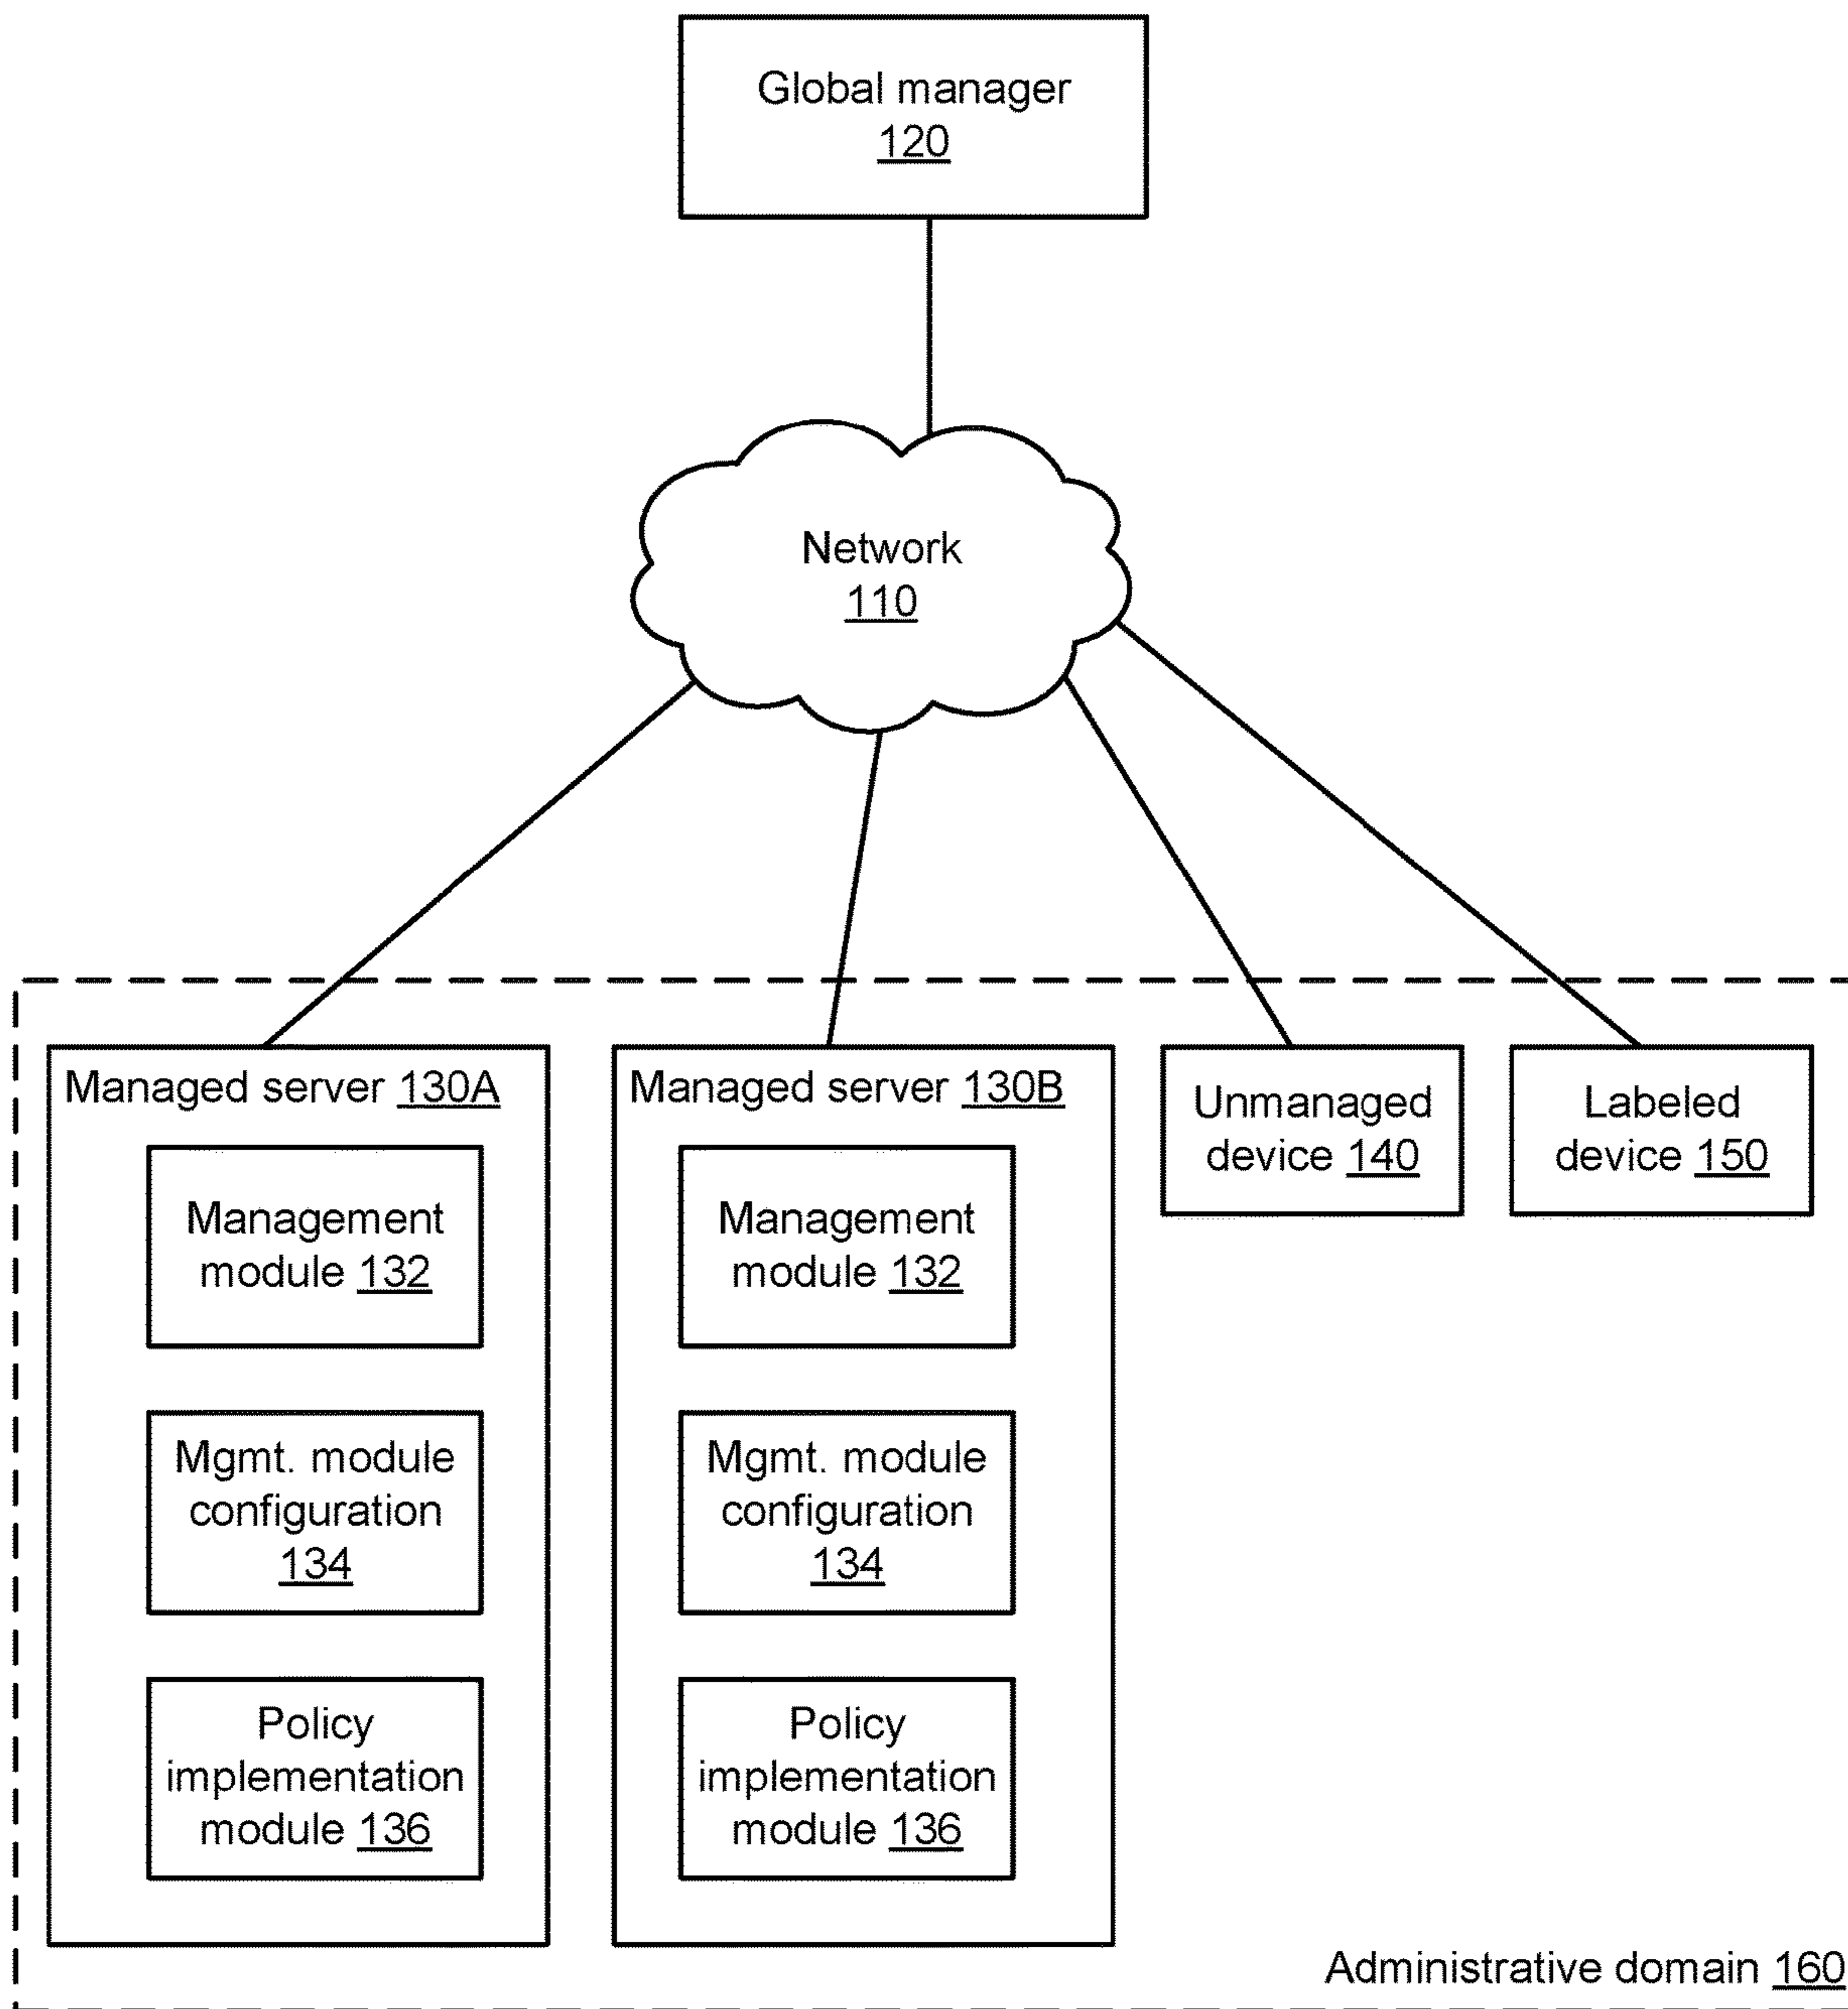 Global manager
120
Network
110
Managed server 130A
Management
module 132
Mgmt. module
configuration
134
Policy
implementation
module 136
Managed server 130B
Management
module 132
Mgmt. module
configuration
134
Policy
implementation
module 136
Unmanaged
device 140
Labeled
device 150
Administrative domain 160